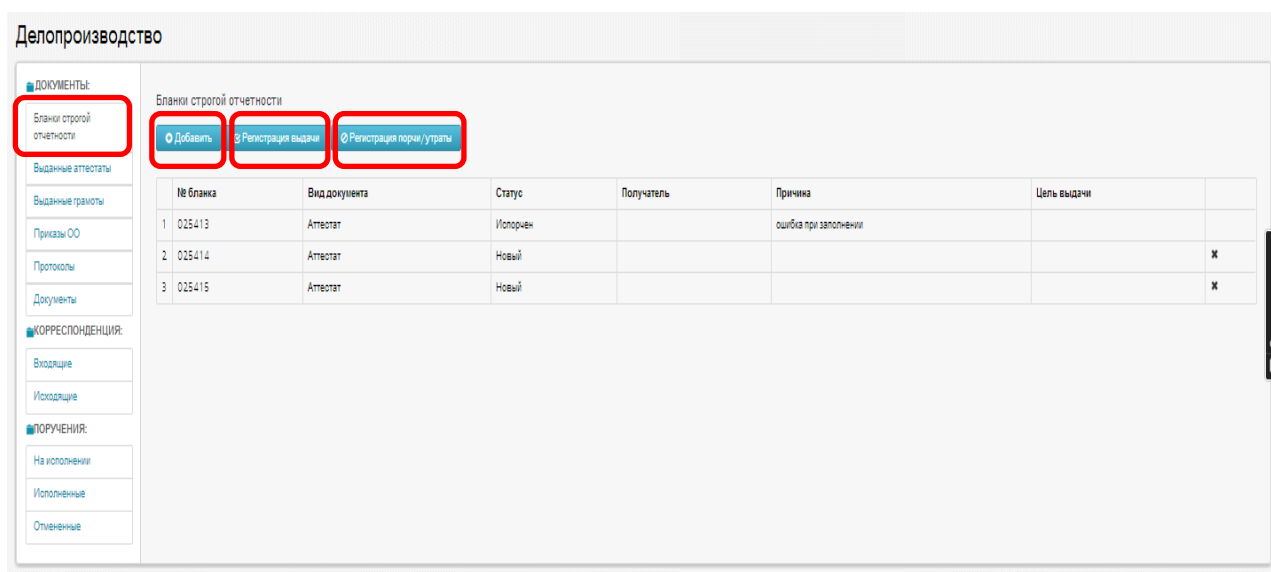 Делопроизводство
ДОКУМЕНТЫ:
Бланки строгой
отчетности
Выданные аттестаты
Выданные грамоты
Приказы ОО
Протоколы
Документы
КОРРЕСПОНДЕНЦИЯ:
Входящие
Исходящие
ПОРУЧЕНИЯ:
На исполнении
Исполненные
Отмененные
Бланки строгой отчетности
Добавить Регистрация выдачи Регистрация порчи/утраты
№ бланка Вид документа Статус Получатель Причина Цель выдачи
1 025413 Аттестат Испорчен ошибка при заполнении
2 025414 Аттестат Новый
3 025415 Аттестат Новый